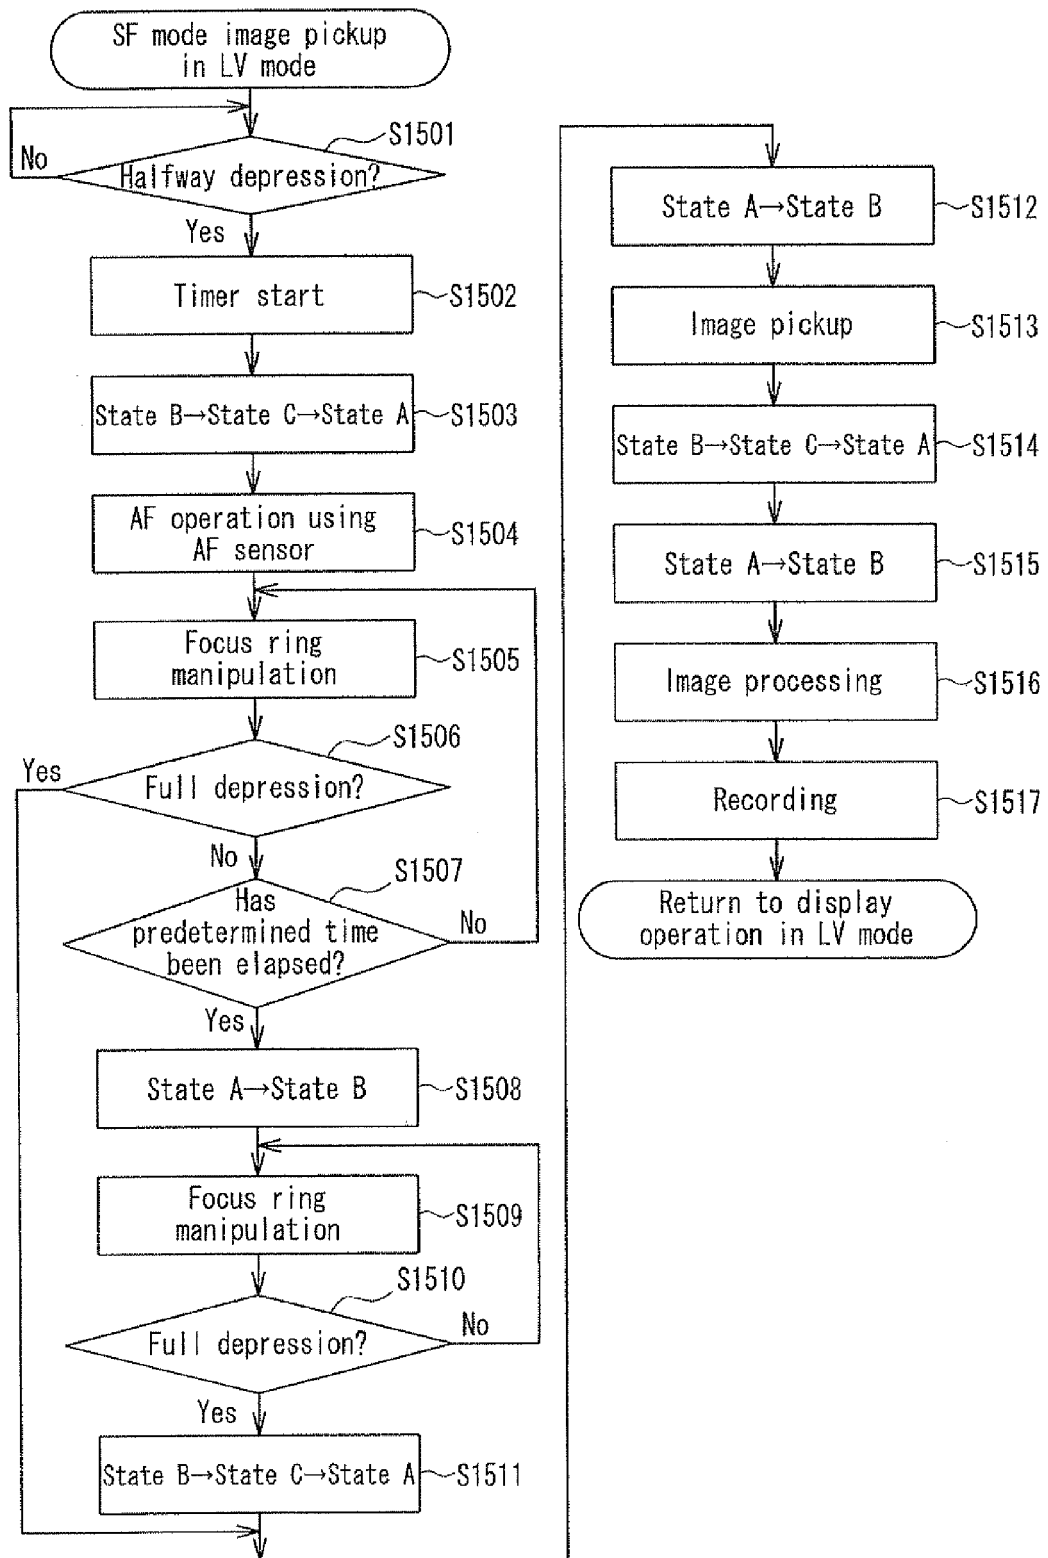 SF mode image pickup
in LV mode
S1501
No
Halfway depression?
Yes
Timer start
S1502
State B→State C→State A
S1503
AF operation using
AF sensor
S1504
Focus ring
manipulation
S1505
S1506
Yes
Full depression?
No
S1507
Has
predetermined time
been elapsed?
No
Yes
State A→State B
S1508
Focus ring
manipulation
S1509
S1510
Full depression?
No
Yes
State B→State C→State A
S1511
State A→State B
S1512
Image pickup
S1513
State B→State C→State A
S1514
State A→State B
S1515
Image processing
S1516
Recording
S1517
Return to display
operation in LV mode